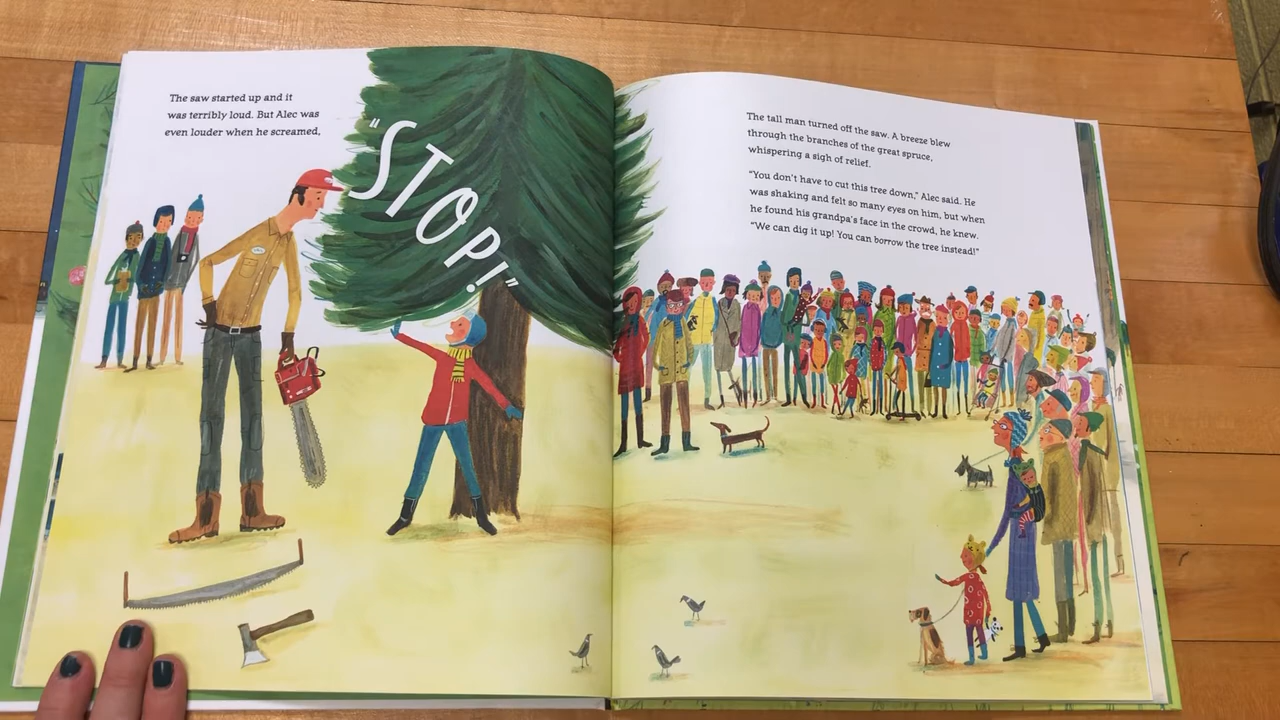 The saw started up and it
was terribly loud. But Alec was
even louder when he screamed,
"STOP!"
The tall man turned off the saw. A breeze blew
through the branches of the great spruce,
whispering a sigh of relief.
"You don't have to cut this tree down," Alec said. He
was shaking and felt so many eyes on him, but when
he found his grandpa's face in the crowd, he knew.
"We can dig it up! You can borrow the tree instead!"